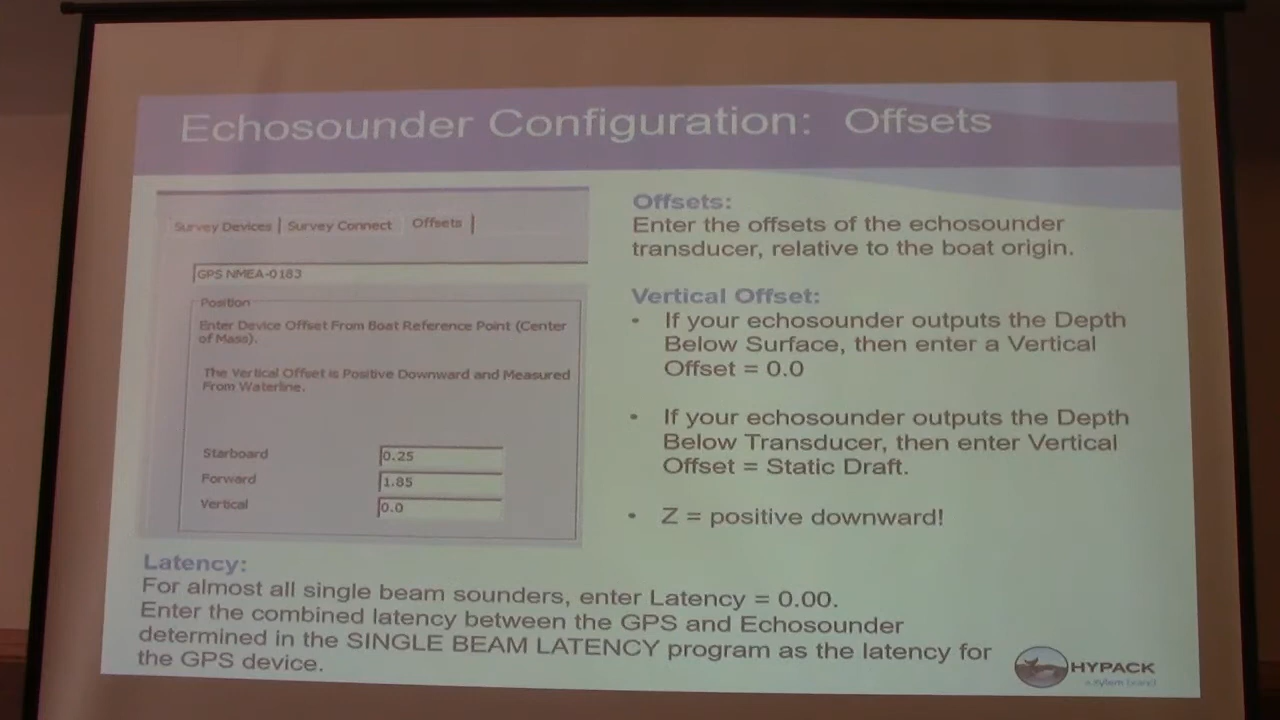 Echosounder Configuration: Offsets
Survey Devices | Survey Connect Offsets |
GPS NMEA-0183
Position
Enter Device Offset From Boat Reference Point (Center
of Mass).
The Vertical Offset is Positive Downward and Measured
From Waterline.
Starboard 0.25
Forward 1.85
Vertical 0.0
Offsets:
Enter the offsets of the echosounder
transducer, relative to the boat origin.
Vertical Offset:
• If your echosounder outputs the Depth
Below Surface, then enter a Vertical
Offset = 0.0
• If your echosounder outputs the Depth
Below Transducer, then enter Vertical
Offset = Static Draft.
• Z = positive downward!
Latency:
For almost all single beam sounders, enter Latency = 0.00.
Enter the combined latency between the GPS and Echosounder
determined in the SINGLE BEAM LATENCY program as the latency for
the GPS device.
HYPACK
a xylem brand